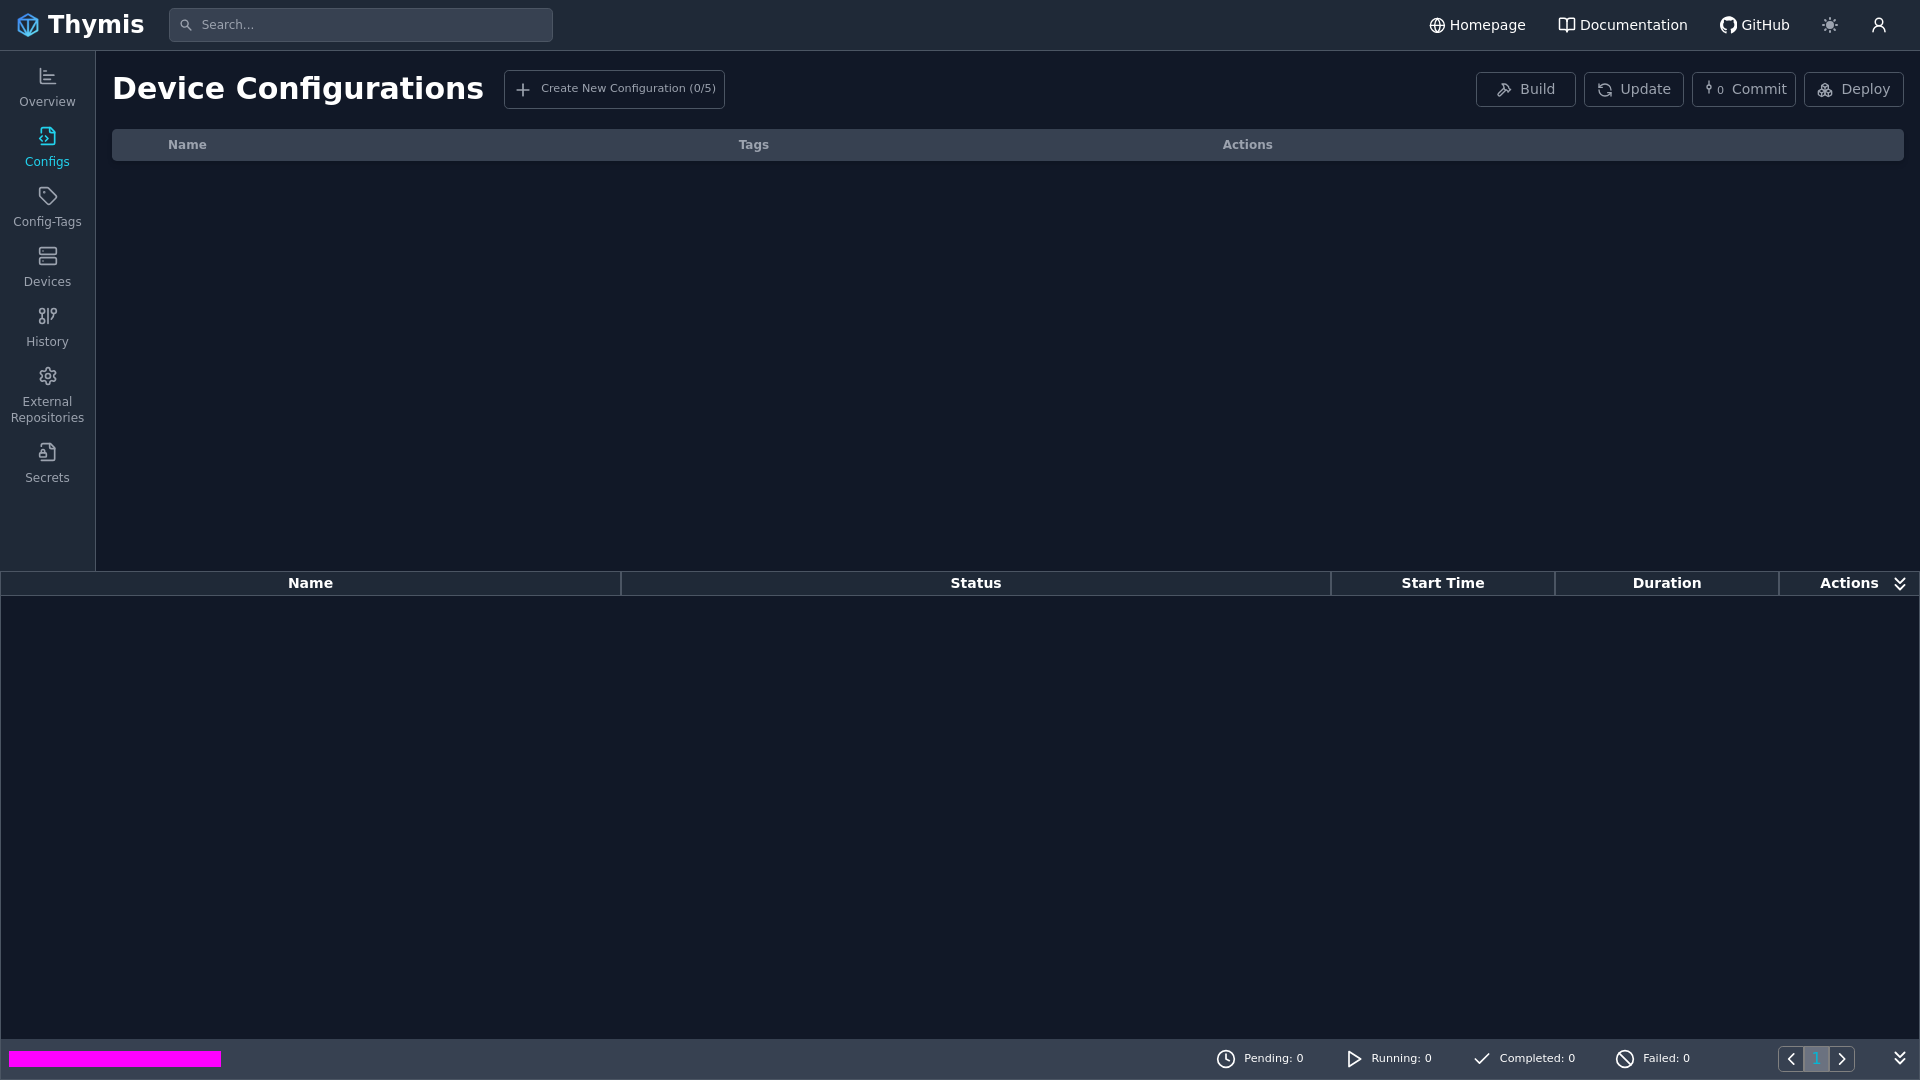 Thymis
Search...
Homepage
Documentation
GitHub
Overview
Configs
Config-Tags
Devices
History
External
Repositories
Secrets
Device Configurations
Create New Configuration (0/5)
Build
Update
0 Commit
Deploy
Name Tags Actions
Name Status Start Time Duration Actions
Pending: 0
Running: 0
Completed: 0
Failed: 0
1